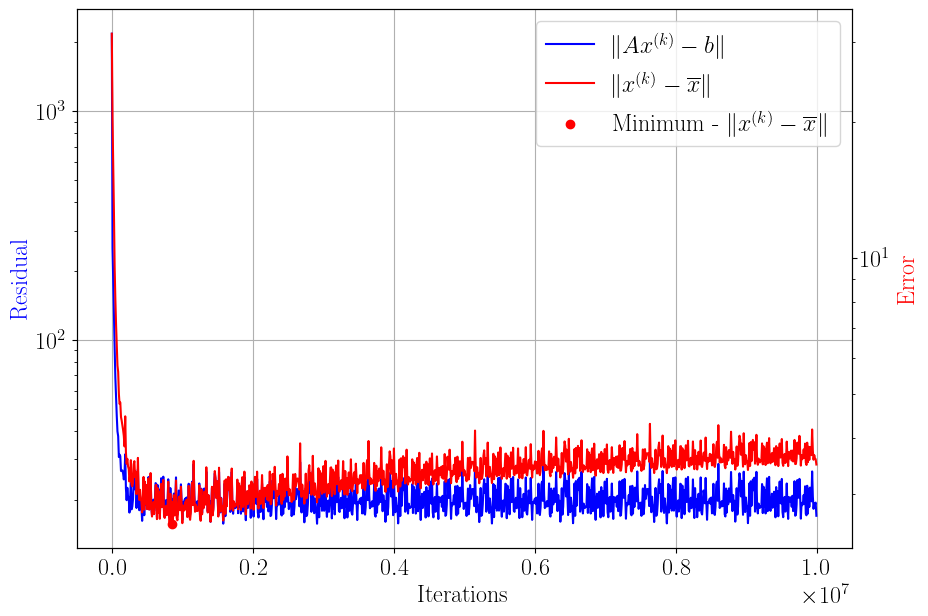 ‖Ax^(k) − b‖
‖x^(k) − x̅‖
Minimum - ‖x^(k) − x̅‖
10^3
10^2
Residual
10^1
Error
0.0 0.2 0.4 0.6 0.8 1.0
×10^7
Iterations